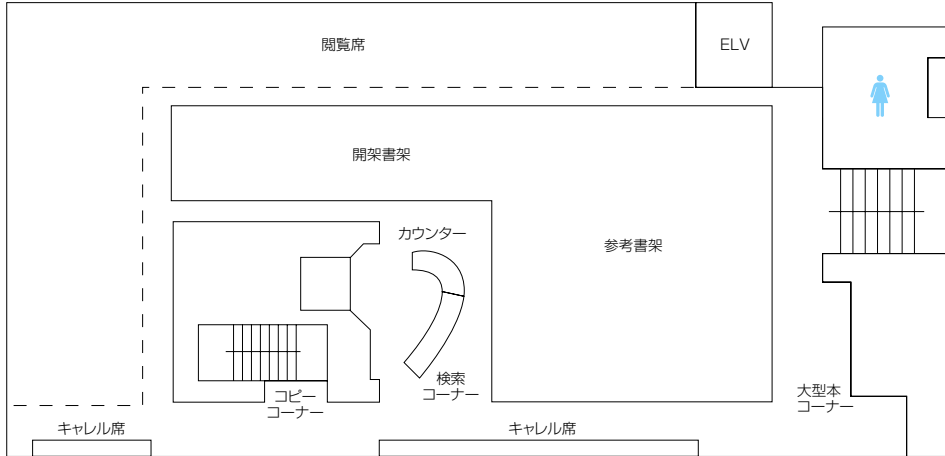 閲覧席
ELV
開架書架
カウンター
参考書架
検索
コーナー
コピー
コーナー
大型本
コーナー
キャレル席
キャレル席